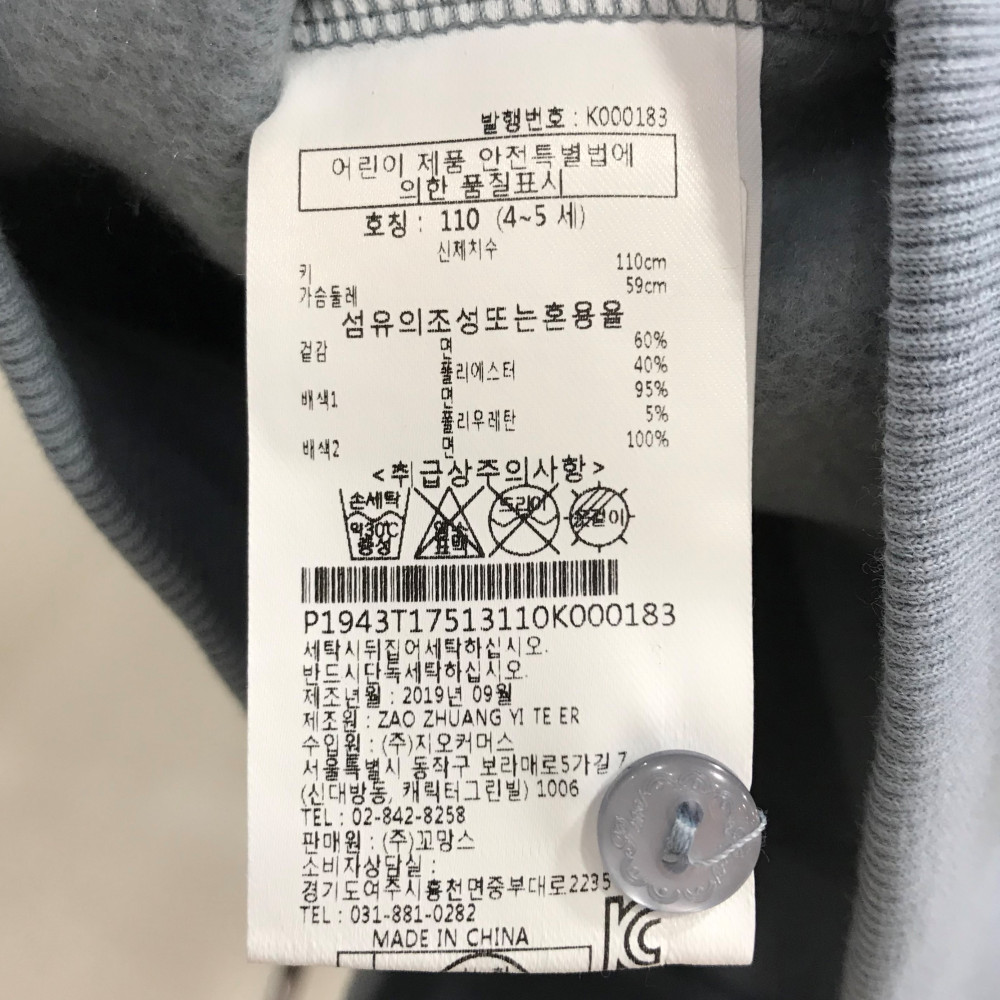 발행번호 : K000183
어린이 제품 안전특별법에
의한 품질표시
호칭 : 110 (4~5 세)
신체치수
키 110cm
가슴둘레 59cm
섬유의조성또는혼용율
겉감 면 60%
폴리에스터 40%
배색1 면 95%
폴리우레탄 5%
배색2 면 100%
<취급상주의사항>
손세탁
약30℃
중성
염소
표백
드라이
옷걸이
P1943T17513110K000183
세탁시뒤집어세탁하십시오.
반드시단독세탁하십시오.
제조년월 : 2019년 09월
제조원 : ZAO ZHUANG YI TE ER
수입원 : (주)지오커머스
서울특별시 동작구 보라매로5가길 7
(신대방동, 캐릭터그린빌) 1006
TEL : 02-842-8258
판매원 : (주)꼬망스
소비자상담실 :
경기도여주시흥천면중부대로2235
TEL : 031-881-0282
MADE IN CHINA
KC